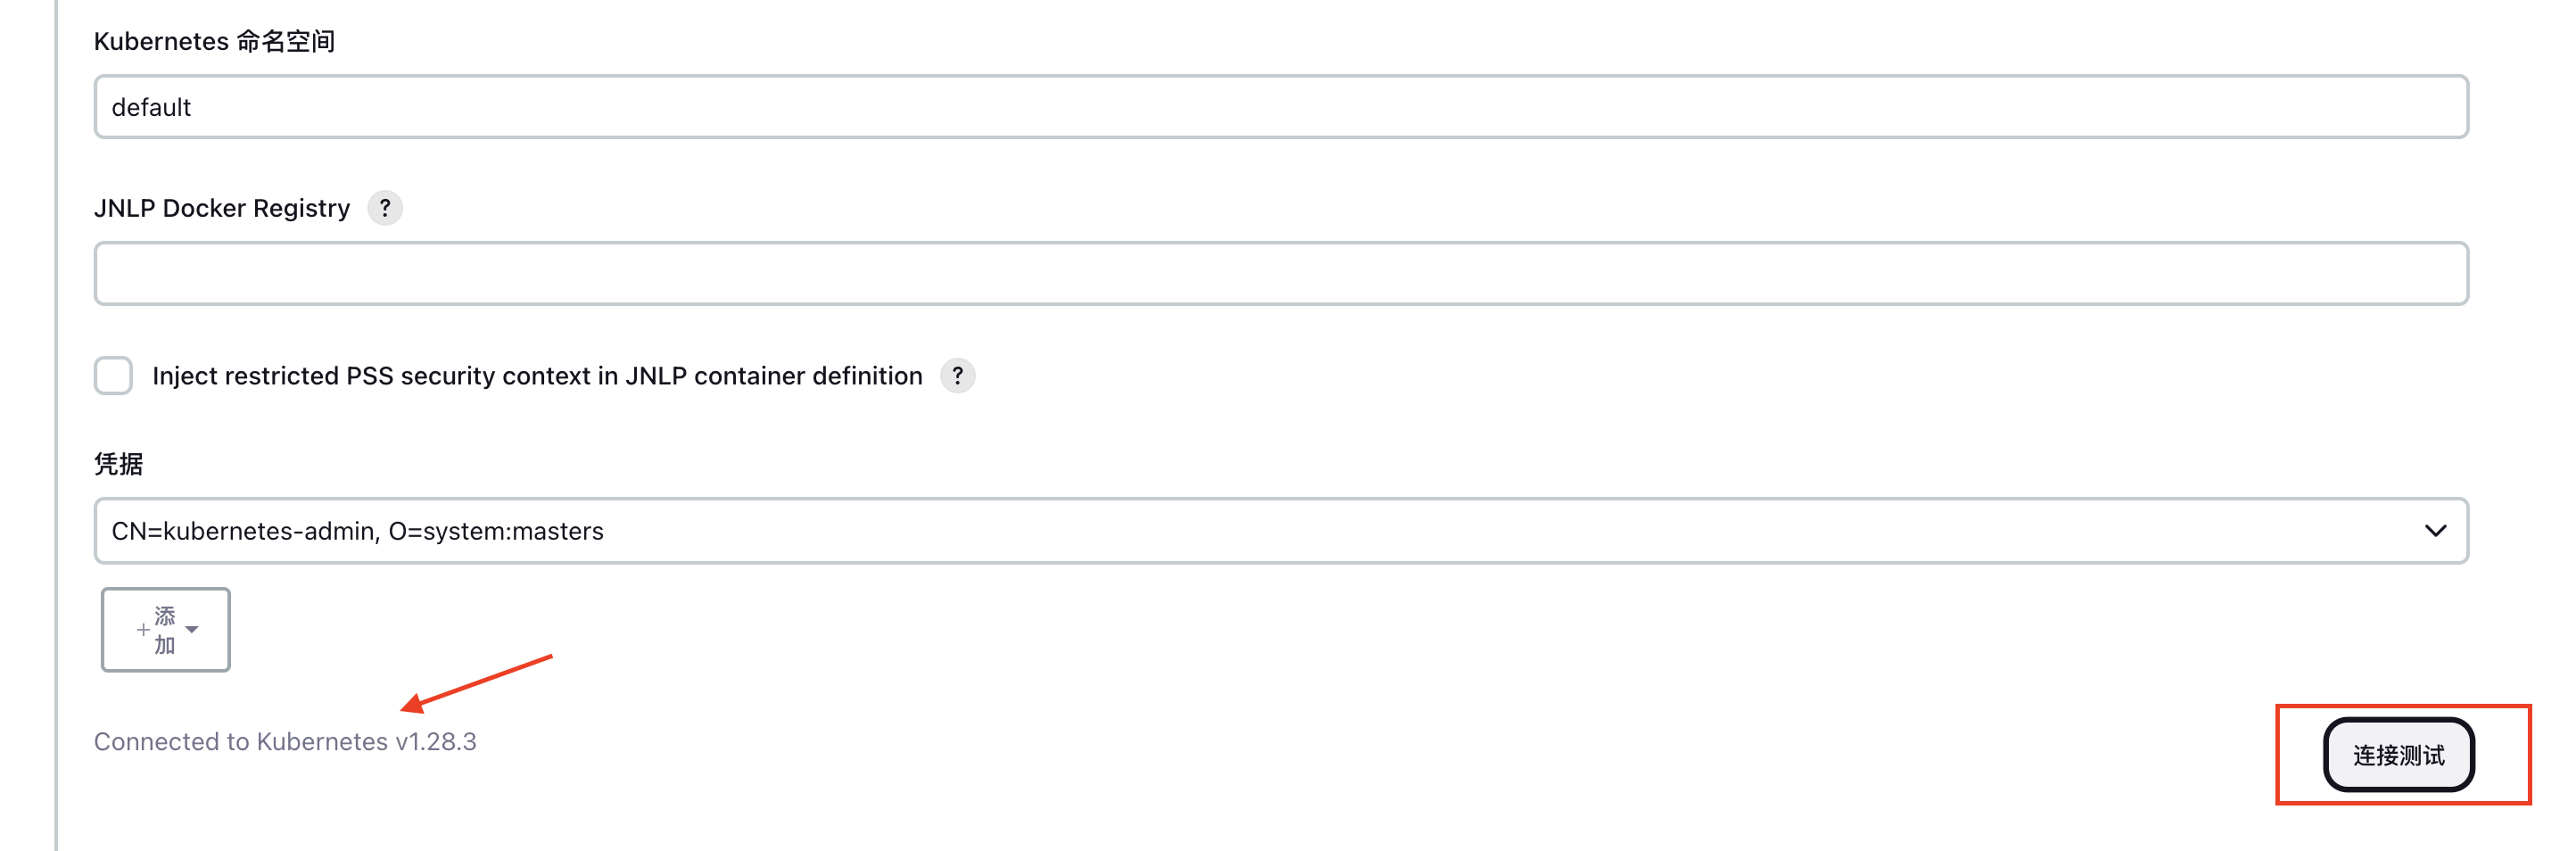 Kubernetes 命名空间
default
JNLP Docker Registry ?
Inject restricted PSS security context in JNLP container definition ?
凭据
CN=kubernetes-admin, O=system:masters
+添
加
Connected to Kubernetes v1.28.3
连接测试